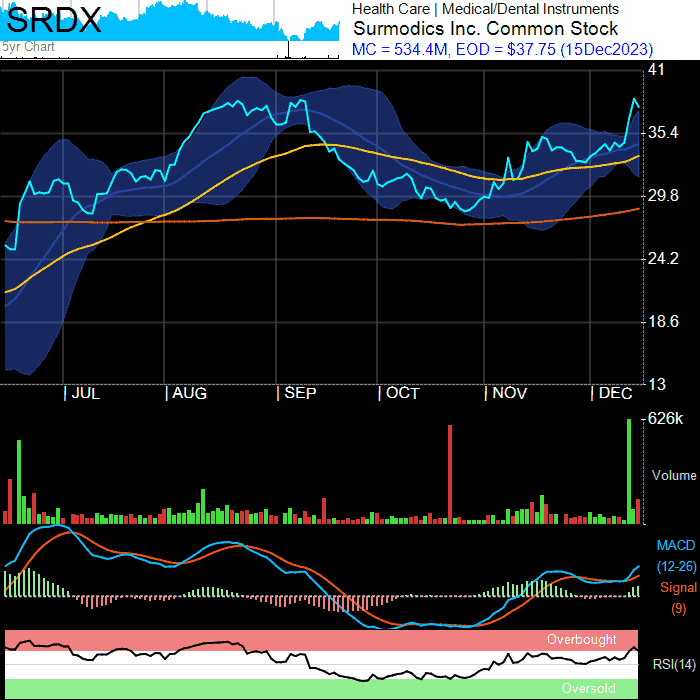 SRDX
5yr Chart
Health Care | Medical/Dental Instruments
Surmodics Inc. Common Stock
MC = 534.4M, EOD = $37.75 (15Dec2023)
41
35.4
29.8
24.2
18.6
13
| JUL | AUG | SEP | OCT | NOV | DEC
626k
Volume
MACD
(12-26)
Signal
(9)
Overbought
RSI(14)
Oversold